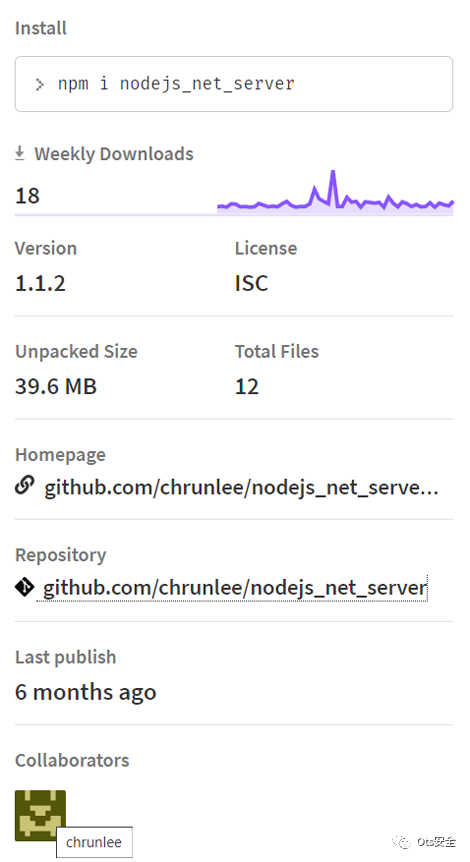 Install
> npm i nodejs_net_server
Weekly Downloads
18
Version
License
1.1.2
ISC
Unpacked Size
Total Files
39.6 MB
12
Homepage
github.com/chrunlee/nodejs_net_serve...
Repository
github.com/chrunlee/nodejs_net_server
Last publish
6 months ago
Collaborators
chrunlee
Ots安全